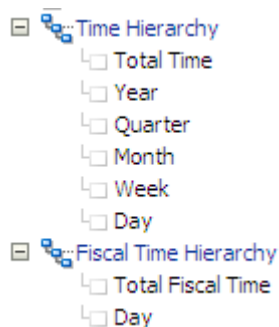 Time Hierarchy
Total Time
Year
Quarter
Month
Week
Day
Fiscal Time Hierarchy
Total Fiscal Time
Day